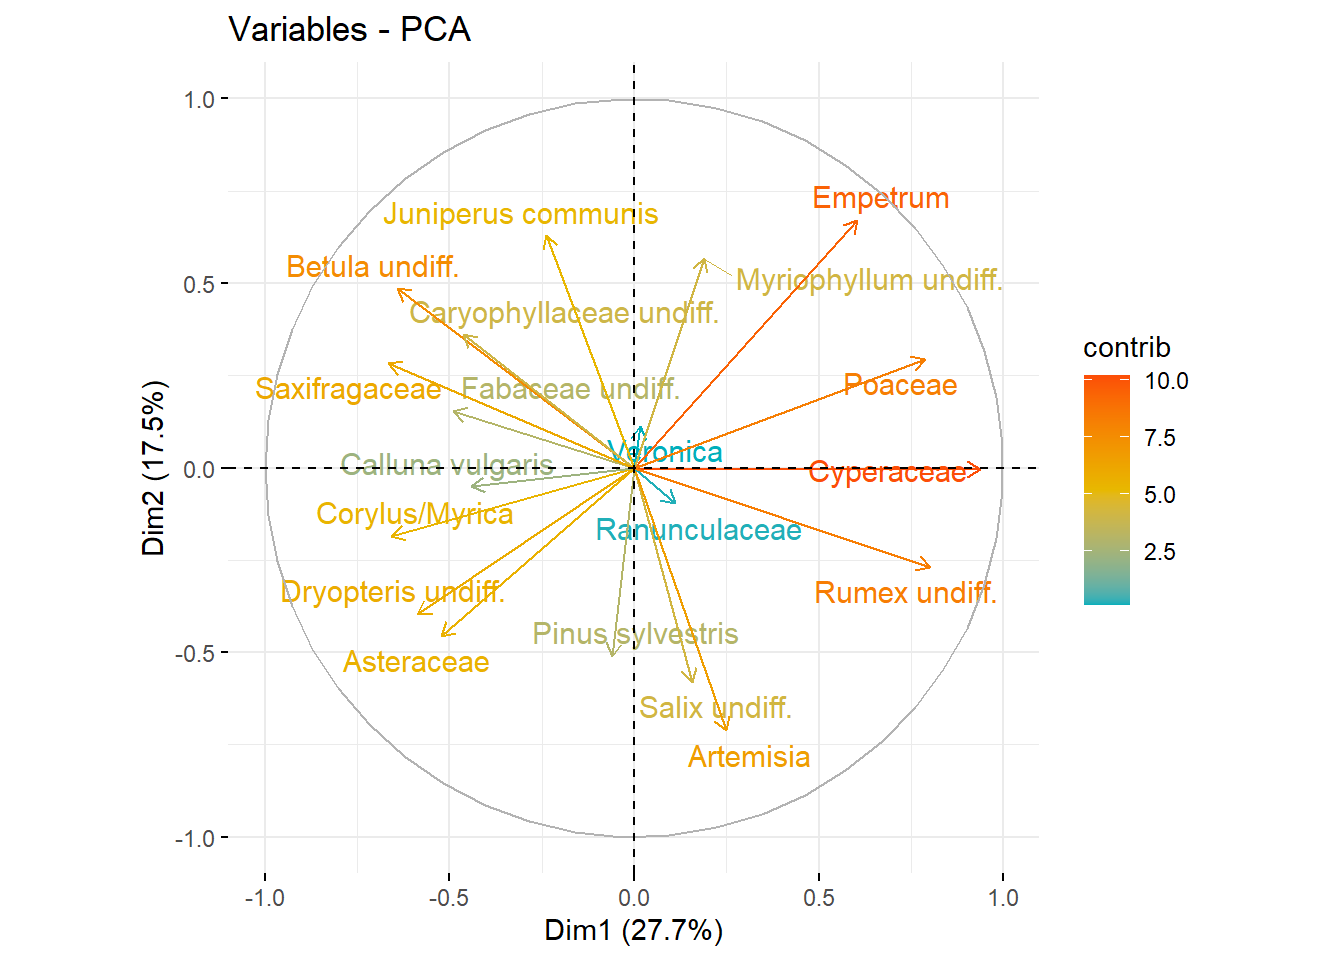 Variables - PCA
1.0
0.5
0.0
-0.5
-1.0
Dim2 (17.5%)
Empetrum
Juniperus communis
Betula undiff.
Myriophyllum undiff.
Caryophyllaceae undiff.
Saxifragaceae
Fabaceae undiff.
Poaceae
Veronica
Calluna vulgaris
Cyperaceae
Corylus/Myrica
Ranunculaceae
Dryopteris undiff.
Rumex undiff.
Pinus sylvestris
Asteraceae
Salix undiff.
Artemisia
-1.0
-0.5
0.0
0.5
1.0
Dim1 (27.7%)
contrib
10.0
7.5
5.0
2.5